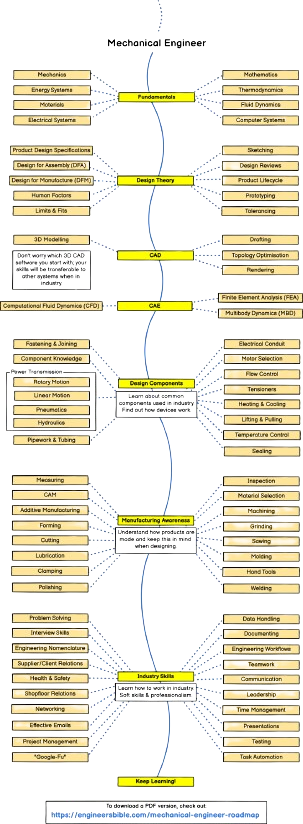 Mechanical Engineer
Mechanics
Energy Systems
Materials
Electrical Systems
Fundamentals
Mathematics
Thermodynamics
Fluid Dynamics
Computer Systems
Product Design Specifications
Design for Assembly (DFA)
Design for Manufacture (DFM)
Human Factors
Limits & Fits
Design Theory
Sketching
Design Reviews
Product Lifecycle
Prototyping
Tolerancing
3D Modelling
Don't worry which 3D CAD
software you start with; your
skills will be transferable to
other systems when in
industry
CAD
Drafting
Topology Optimisation
Rendering
Computational Fluid Dynamics (CFD)
CAE
Finite Element Analysis (FEA)
Multibody Dynamics (MBD)
Fastening & Joining
Component Knowledge
Power Transmission
Rotary Motion
Linear Motion
Pneumatics
Hydraulics
Pipework & Tubing
Design Components
Learn about common
components used in industry
Find out how devices work
Electrical Conduit
Motor Selection
Flow Control
Tensioners
Heating & Cooling
Lifting & Pulling
Temperature Control
Sealing
Measuring
CAM
Additive Manufacturing
Forming
Cutting
Lubrication
Clamping
Polishing
Manufacturing Awareness
Understand how products are
made and keep this in mind
when designing
Inspection
Material Selection
Machining
Grinding
Sawing
Molding
Hand Tools
Welding
Problem Solving
Interview Skills
Engineering Nomenclature
Supplier/Client Relations
Health & Safety
Shopfloor Relations
Networking
Effective Emails
Project Management
"Google-Fu"
Industry Skills
Learn how to work in industry
Soft skills & professionalism
Data Handling
Documenting
Engineering Workflows
Teamwork
Communication
Leadership
Time Management
Presentations
Testing
Task Automation
Keep Learning!
To download a PDF version, check out:
https://engineersbible.com/mechanical-engineer-roadmap